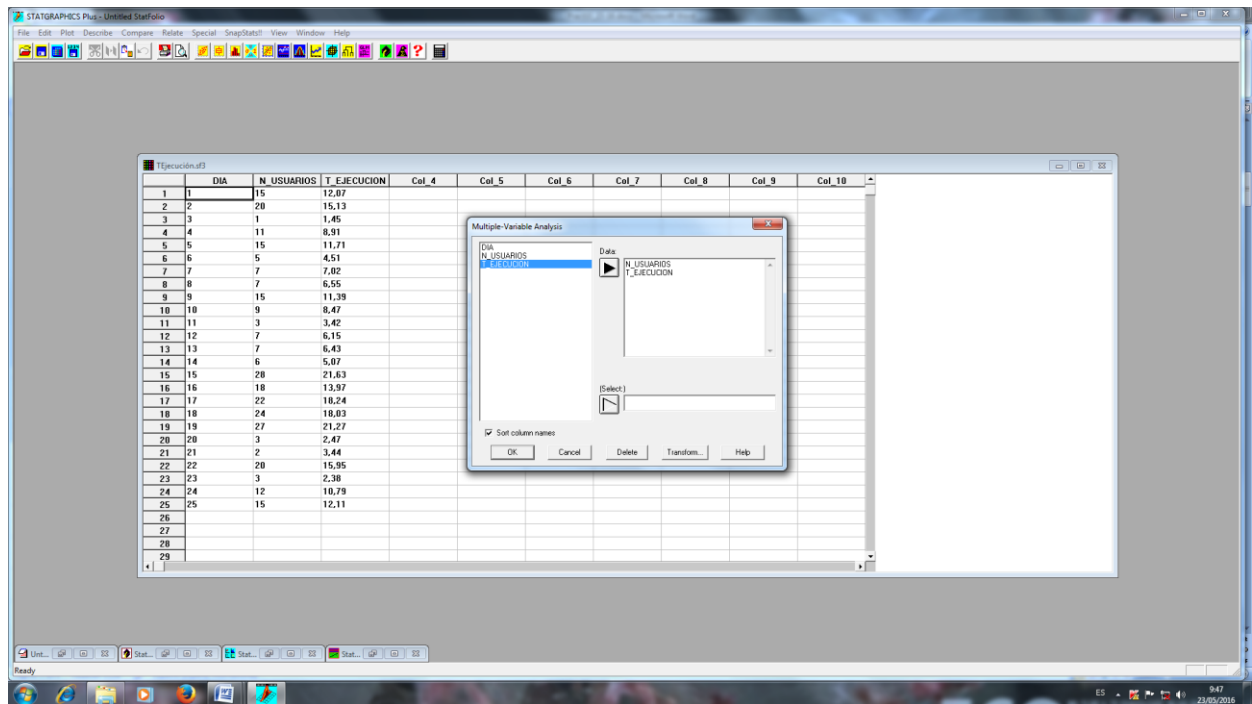 STATGRAPHICS Plus - Untitled StatFolio
File Edit Plot Describe Compare Relate Special SnapStats!! View Window Help
TEjecución.sf3
DIA N_USUARIOS T_EJECUCION Col_4 Col_5 Col_6 Col_7 Col_8 Col_9 Col_10
1 1 15 12,07
2 2 20 15,13
3 3 1 1,45
4 4 11 8,91
5 5 15 11,71
6 6 5 4,51
7 7 7 7,02
8 8 7 6,55
9 9 15 11,39
10 10 9 8,47
11 11 3 3,42
12 12 7 6,15
13 13 7 6,43
14 14 6 5,07
15 15 28 21,63
16 16 18 13,97
17 17 22 18,24
18 18 24 18,03
19 19 27 21,27
20 20 3 2,47
21 21 2 3,44
22 22 20 15,95
23 23 3 2,38
24 24 12 10,79
25 25 15 12,11
26
27
28
29
Multiple-Variable Analysis
DIA
N_USUARIOS
T_EJECUCION
Data:
N_USUARIOS
T_EJECUCION
(Select:)
Sort column names
OK Cancel Delete Transform... Help
Unt... Stat... Stat... Stat...
Ready
ES 9:47
23/05/2016